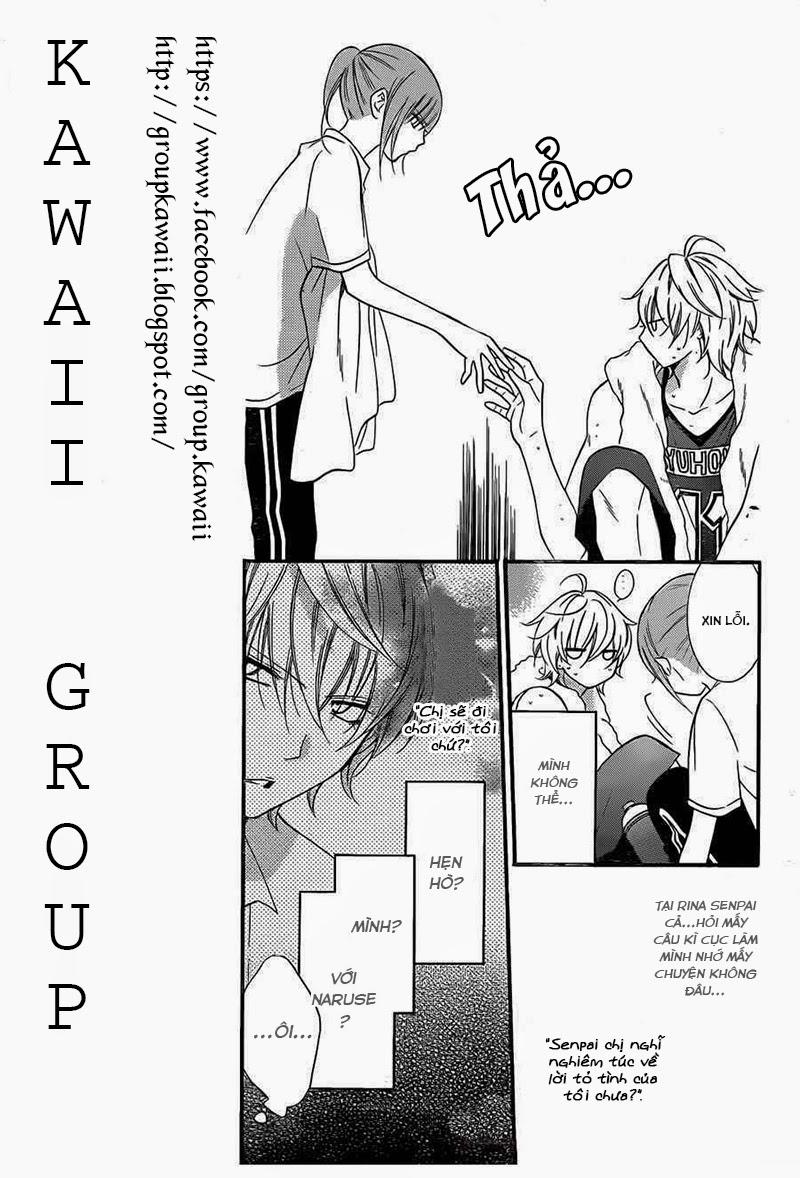 KAWAII GROUP
https://www.facebook.com/group.kawaii
http://groupkawaii.blogspot.com/
Thả...
YUHO
XIN LỖI.
MÌNH
KHÔNG
THỂ...
TẠI RINA SENPAI
CẢ...HỎI MẤY
CÂU KÌ CỤC LÀM
MÌNH NHỚ MẤY
CHUYỆN KHÔNG
ĐÂU...
"Senpai chị nghĩ
nghiêm túc về
lời tỏ tình của
tôi chưa?".
"Chị sẽ đi
chơi với tôi
chứ?".
HẸN
HÒ?
MÌNH?
VỚI
NARUSE
?
...ÔI...